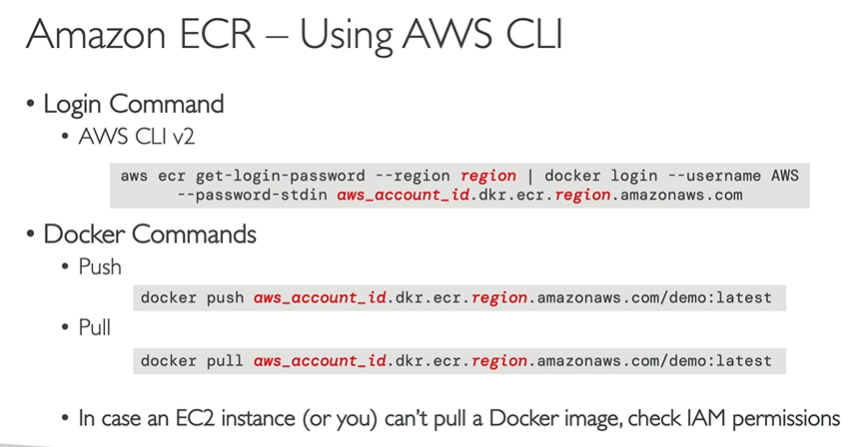 Amazon ECR – Using AWS CLI
• Login Command
• AWS CLI v2
aws ecr get-login-password --region region | docker login --username AWS
--password-stdin aws_account_id.dkr.ecr.region.amazonaws.com
• Docker Commands
• Push
docker push aws_account_id.dkr.ecr.region.amazonaws.com/demo:latest
• Pull
docker pull aws_account_id.dkr.ecr.region.amazonaws.com/demo:latest
• In case an EC2 instance (or you) can't pull a Docker image, check IAM permissions